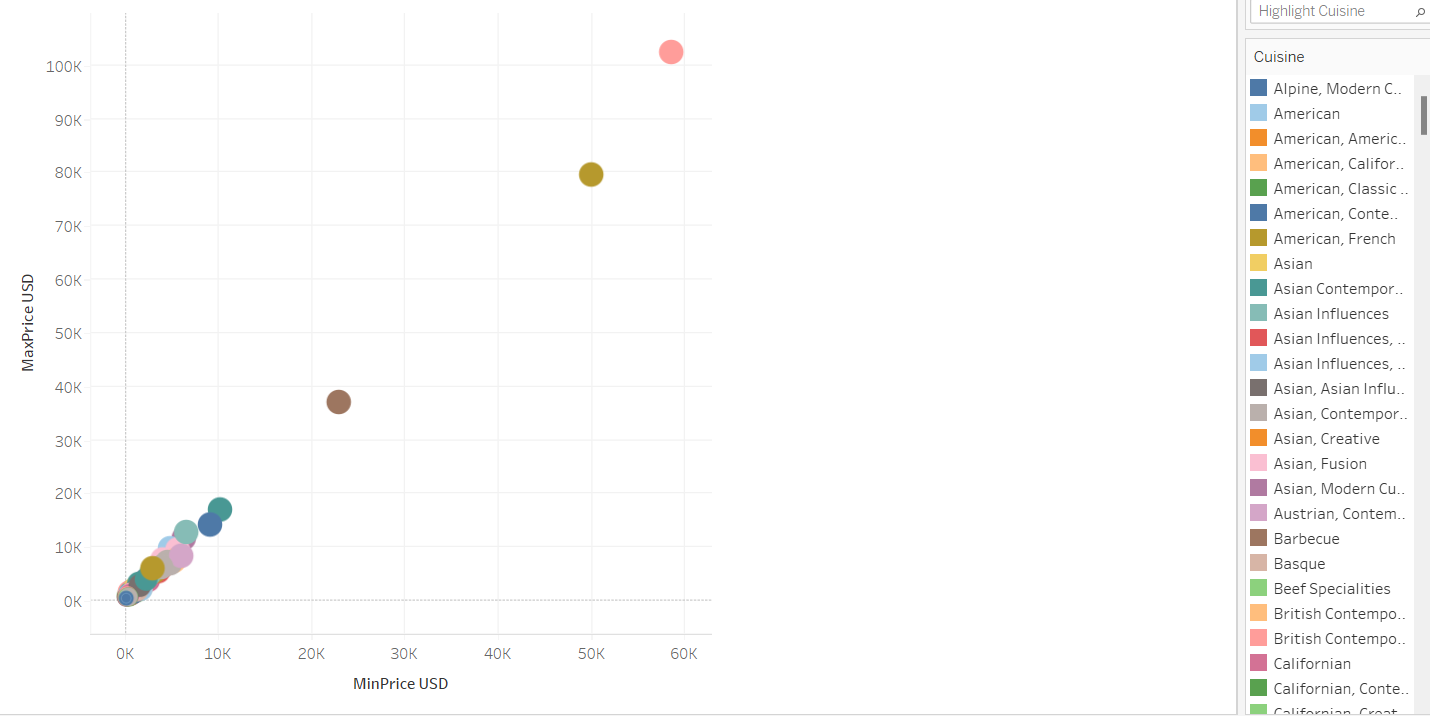 100K
90K
80K
70K
60K
50K
40K
30K
20K
10K
0K
MaxPrice USD
0K 10K 20K 30K 40K 50K 60K
MinPrice USD
Highlight Cuisine
Cuisine
Alpine, Modern C..
American
American, Americ..
American, Califor..
American, Classic ..
American, Conte..
American, French
Asian
Asian Contempor..
Asian Influences
Asian Influences, ..
Asian Influences, ..
Asian, Asian Influ..
Asian, Contempor..
Asian, Creative
Asian, Fusion
Asian, Modern Cu..
Austrian, Contem..
Barbecue
Basque
Beef Specialities
British Contempo..
British Contempo..
Californian
Californian, Conte..
Californian, Creat..